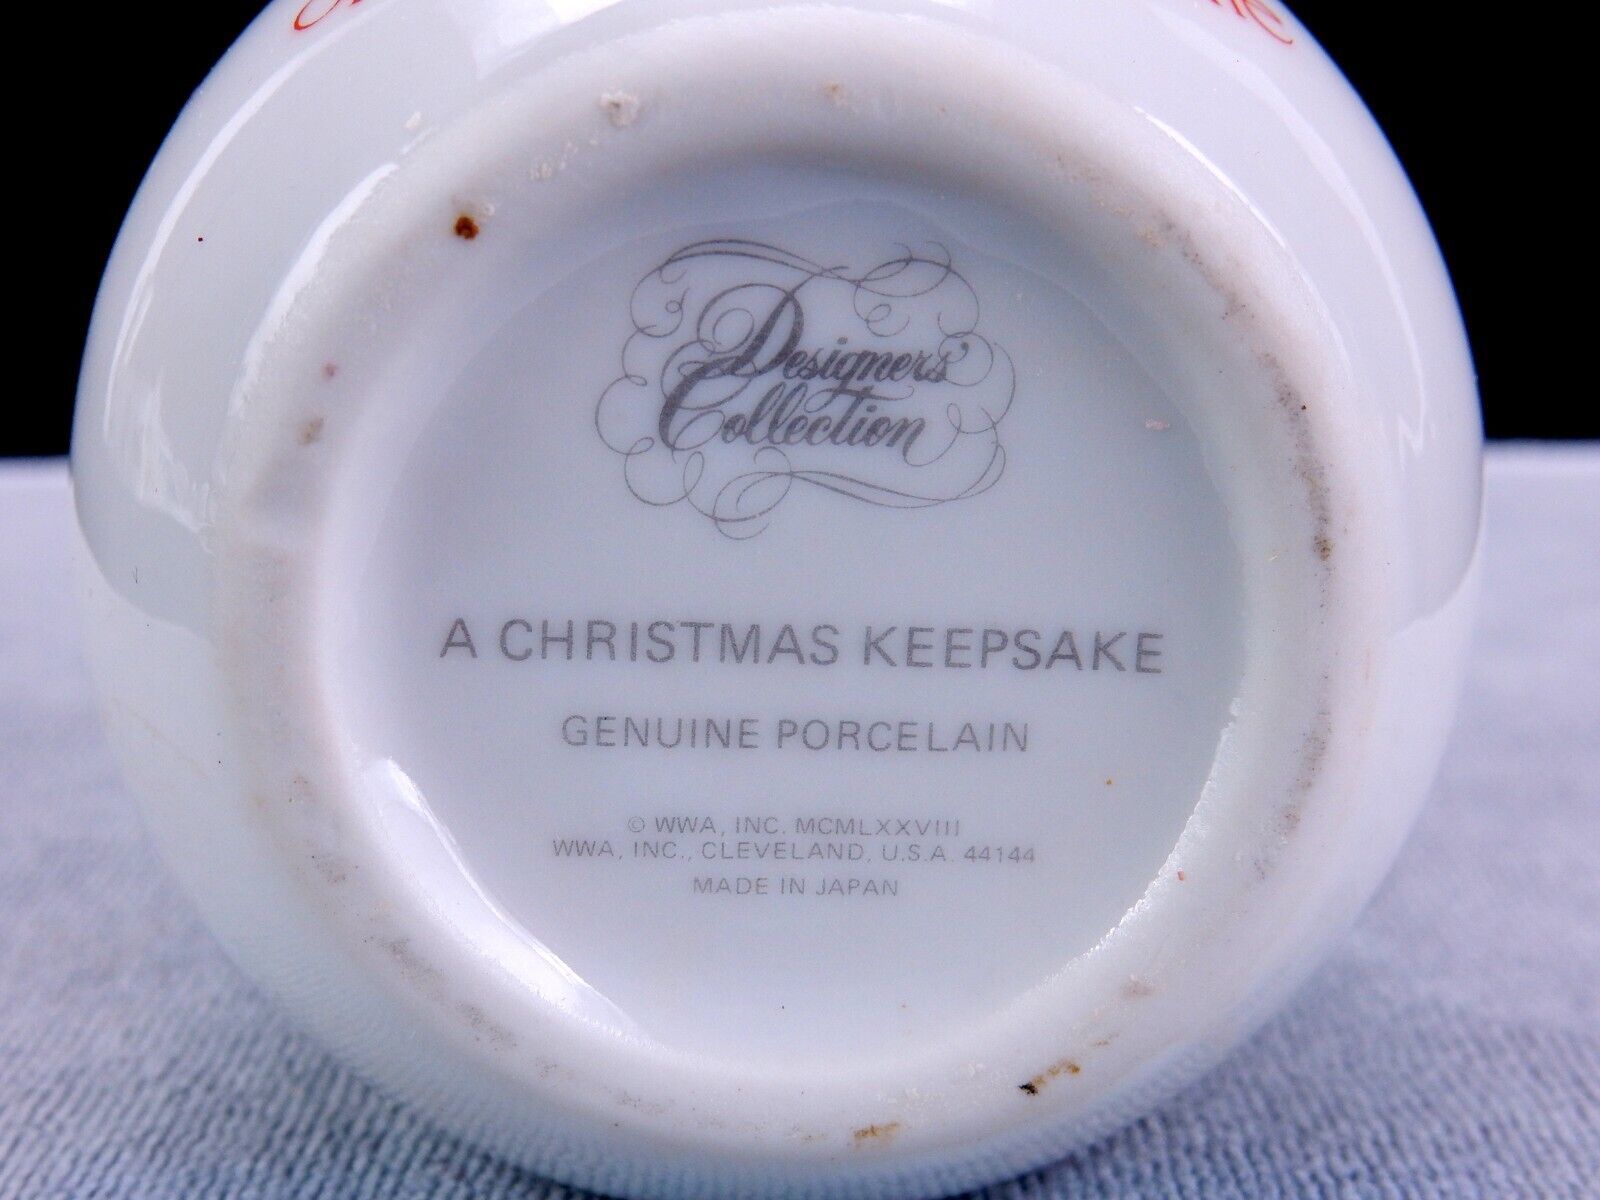 Designers'
Collection
A CHRISTMAS KEEPSAKE
GENUINE PORCELAIN
© WWA, INC. MCMLXXVIII
WWA, INC., CLEVELAND, U.S.A. 44144
MADE IN JAPAN